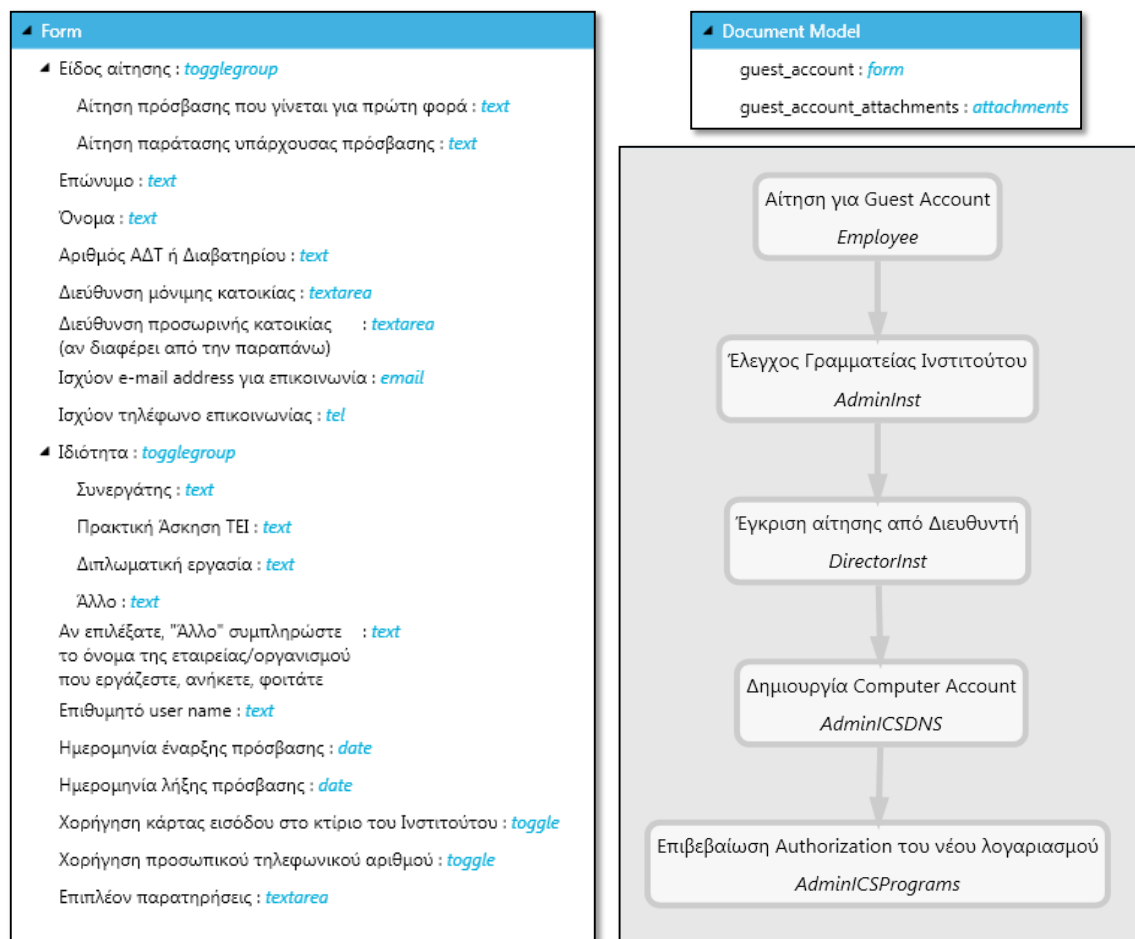 Form
Είδος αίτησης : togglegroup
Αίτηση πρόσβασης που γίνεται για πρώτη φορά : text
Αίτηση παράτασης υπάρχουσας πρόσβασης : text
Επώνυμο : text
Όνομα : text
Αριθμός ΑΔΤ ή Διαβατηρίου : text
Διεύθυνση μόνιμης κατοικίας : textarea
Διεύθυνση προσωρινής κατοικίας : textarea
(αν διαφέρει από την παραπάνω)
Ισχύον e-mail address για επικοινωνία : email
Ισχύον τηλέφωνο επικοινωνίας : tel
Ιδιότητα : togglegroup
Συνεργάτης : text
Πρακτική Άσκηση ΤΕΙ : text
Διπλωματική εργασία : text
Άλλο : text
Αν επιλέξατε, "Άλλο" συμπληρώστε : text
το όνομα της εταιρείας/οργανισμού
που εργάζεστε, ανήκετε, φοιτάτε
Επιθυμητό user name : text
Ημερομηνία έναρξης πρόσβασης : date
Ημερομηνία λήξης πρόσβασης : date
Χορήγηση κάρτας εισόδου στο κτίριο του Ινστιτούτου : toggle
Χορήγηση προσωπικού τηλεφωνικού αριθμού : toggle
Επιπλέον παρατηρήσεις : textarea
Document Model
guest_account : form
guest_account_attachments : attachments
Αίτηση για Guest Account
Employee
Έλεγχος Γραμματείας Ινστιτούτου
AdminInst
Έγκριση αίτησης από Διευθυντή
DirectorInst
Δημιουργία Computer Account
AdminICSDNS
Επιβεβαίωση Authorization του νέου λογαριασμού
AdminICSPrograms